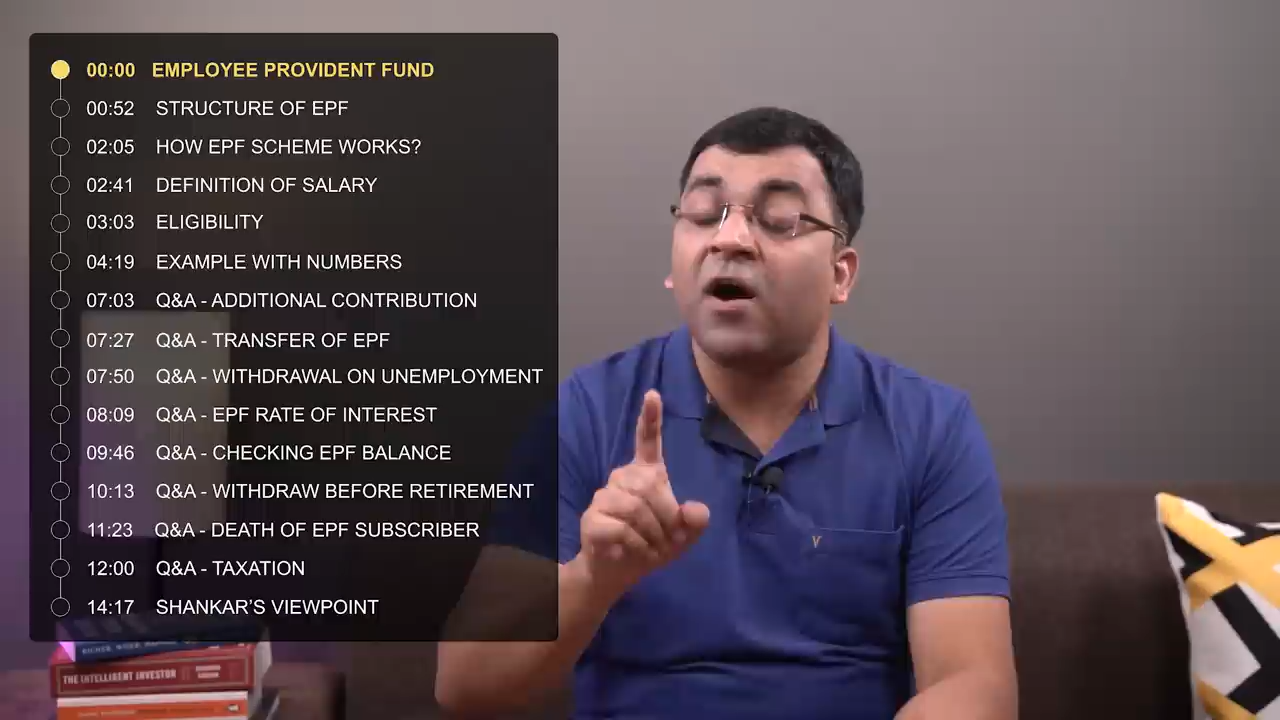 00:00 EMPLOYEE PROVIDENT FUND
00:52 STRUCTURE OF EPF
02:05 HOW EPF SCHEME WORKS?
02:41 DEFINITION OF SALARY
03:03 ELIGIBILITY
04:19 EXAMPLE WITH NUMBERS
07:03 Q&A - ADDITIONAL CONTRIBUTION
07:27 Q&A - TRANSFER OF EPF
07:50 Q&A - WITHDRAWAL ON UNEMPLOYMENT
08:09 Q&A - EPF RATE OF INTEREST
09:46 Q&A - CHECKING EPF BALANCE
10:13 Q&A - WITHDRAW BEFORE RETIREMENT
11:23 Q&A - DEATH OF EPF SUBSCRIBER
12:00 Q&A - TAXATION
14:17 SHANKAR'S VIEWPOINT
V
THE INTELLIGENT INVESTOR